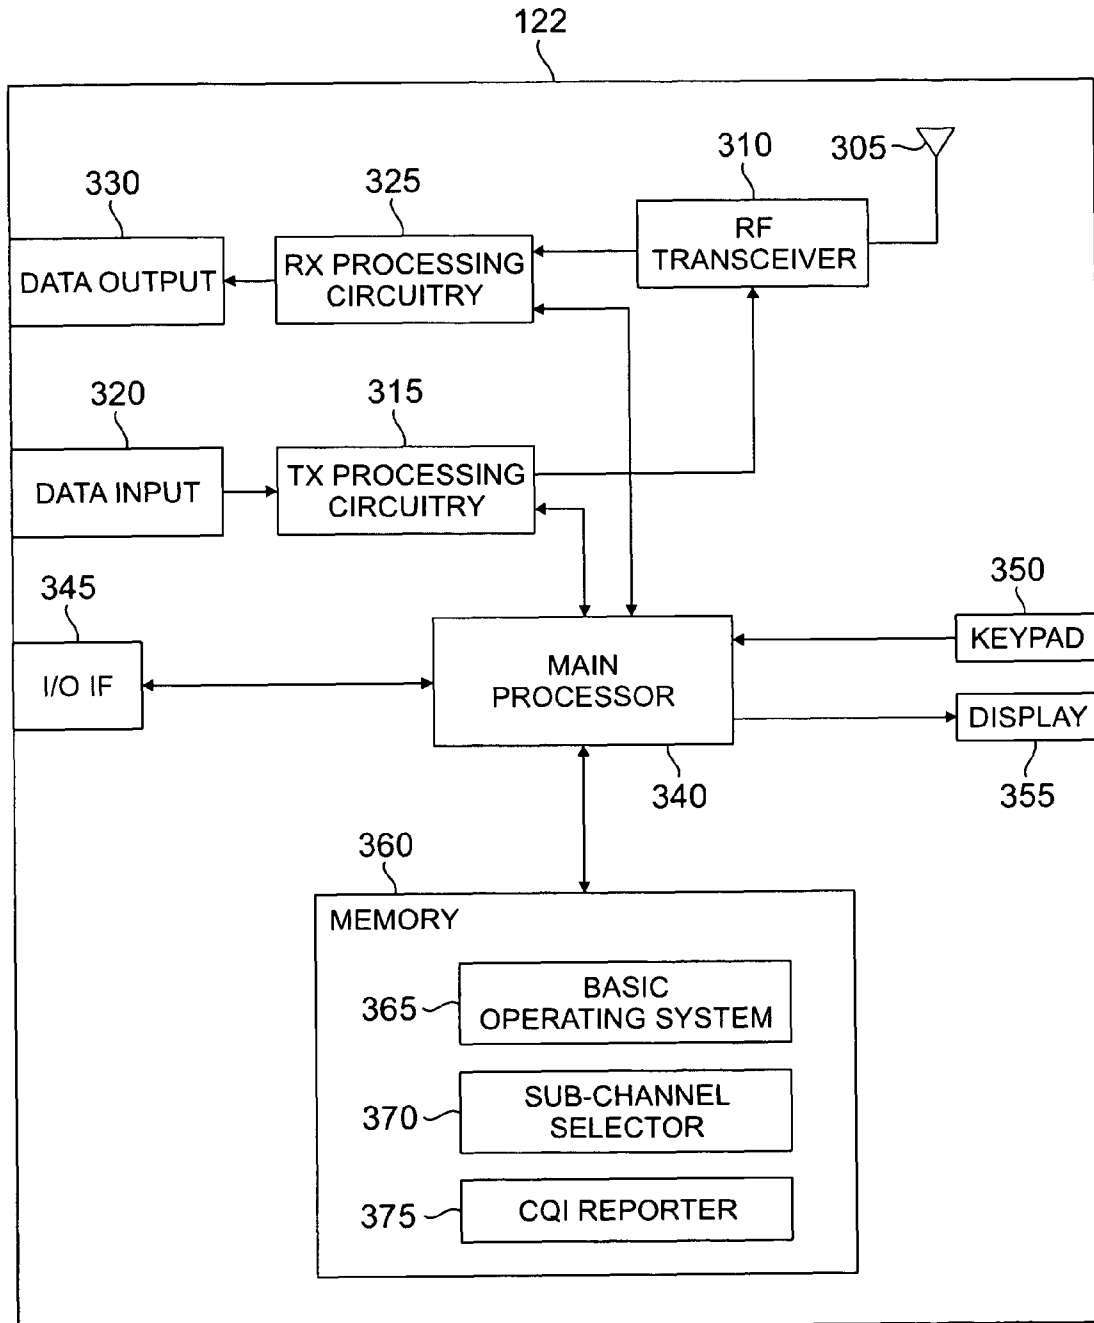 122
305
310
325
330
RF
TRANSCEIVER
RX PROCESSING
CIRCUITRY
DATA OUTPUT
320
315
DATA INPUT
TX PROCESSING
CIRCUITRY
345
350
I/O IF
MAIN
PROCESSOR
KEYPAD
DISPLAY
340
355
360
MEMORY
365
BASIC
OPERATING SYSTEM
370
SUB-CHANNEL
SELECTOR
375
CQI REPORTER